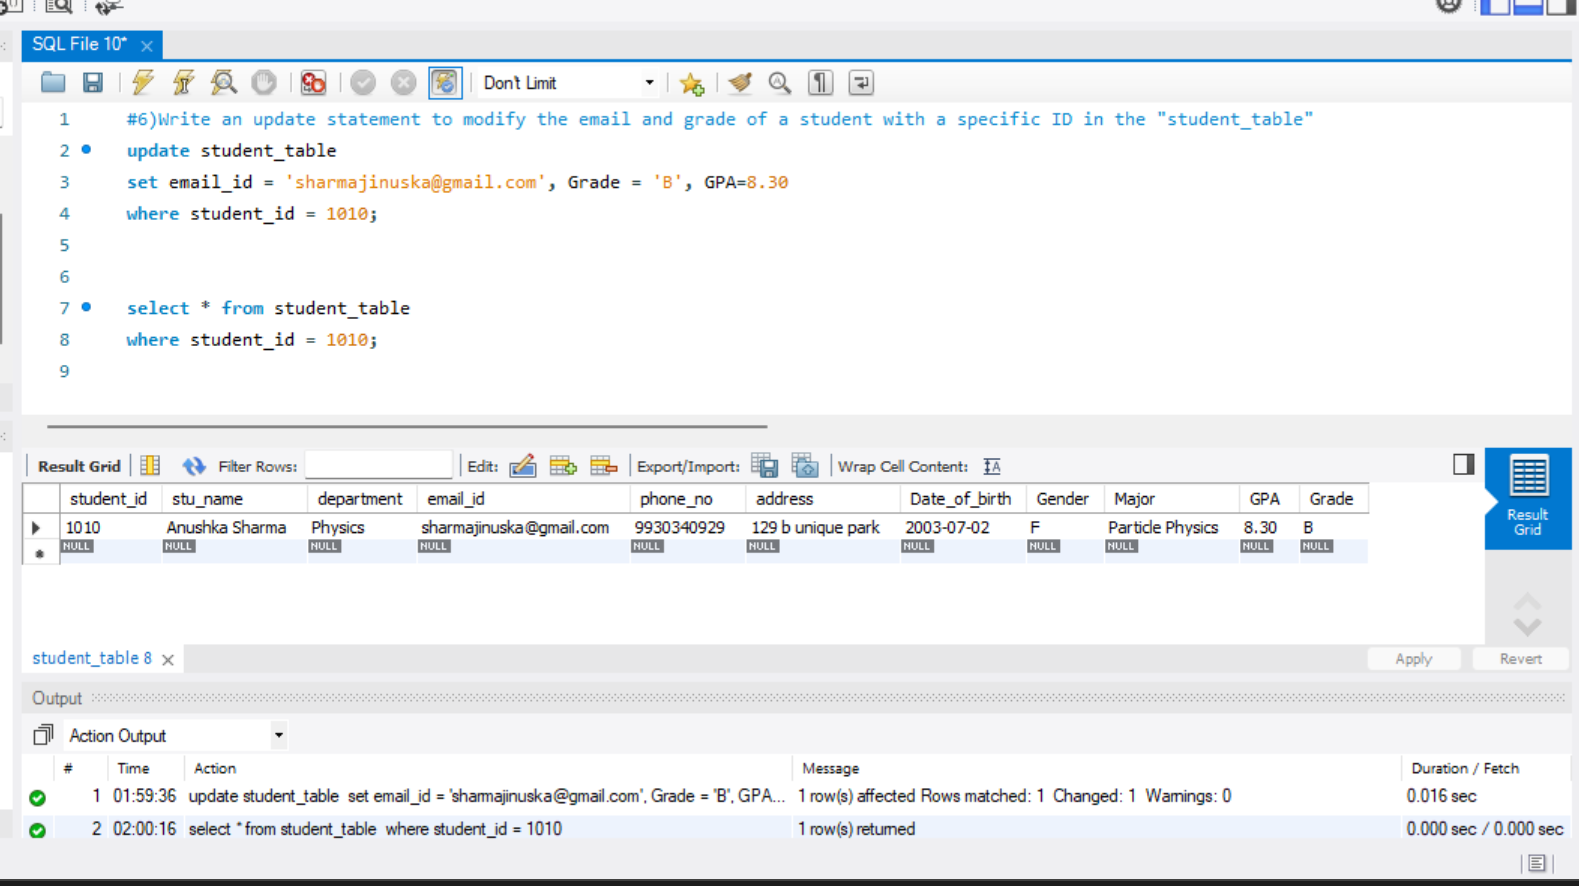 SQL File 10*
Don't Limit
1 #6)Write an update statement to modify the email and grade of a student with a specific ID in the "student_table"
2 update student_table
3 set email_id = 'sharmajinuska@gmail.com', Grade = 'B', GPA=8.30
4 where student_id = 1010;
5
6
7 select * from student_table
8 where student_id = 1010;
9
Result Grid Filter Rows: Edit: Export/Import: Wrap Cell Content:
student_id stu_name department email_id phone_no address Date_of_birth Gender Major GPA Grade
1010 Anushka Sharma Physics sharmajinuska@gmail.com 9930340929 129 b unique park 2003-07-02 F Particle Physics 8.30 B
NULL NULL NULL NULL NULL NULL NULL NULL NULL NULL NULL
Result
Grid
student_table 8
Apply Revert
Output
Action Output
# Time Action Message Duration / Fetch
1 01:59:36 update student_table set email_id = 'sharmajinuska@gmail.com', Grade = 'B', GPA... 1 row(s) affected Rows matched: 1 Changed: 1 Warnings: 0 0.016 sec
2 02:00:16 select * from student_table where student_id = 1010 1 row(s) returned 0.000 sec / 0.000 sec